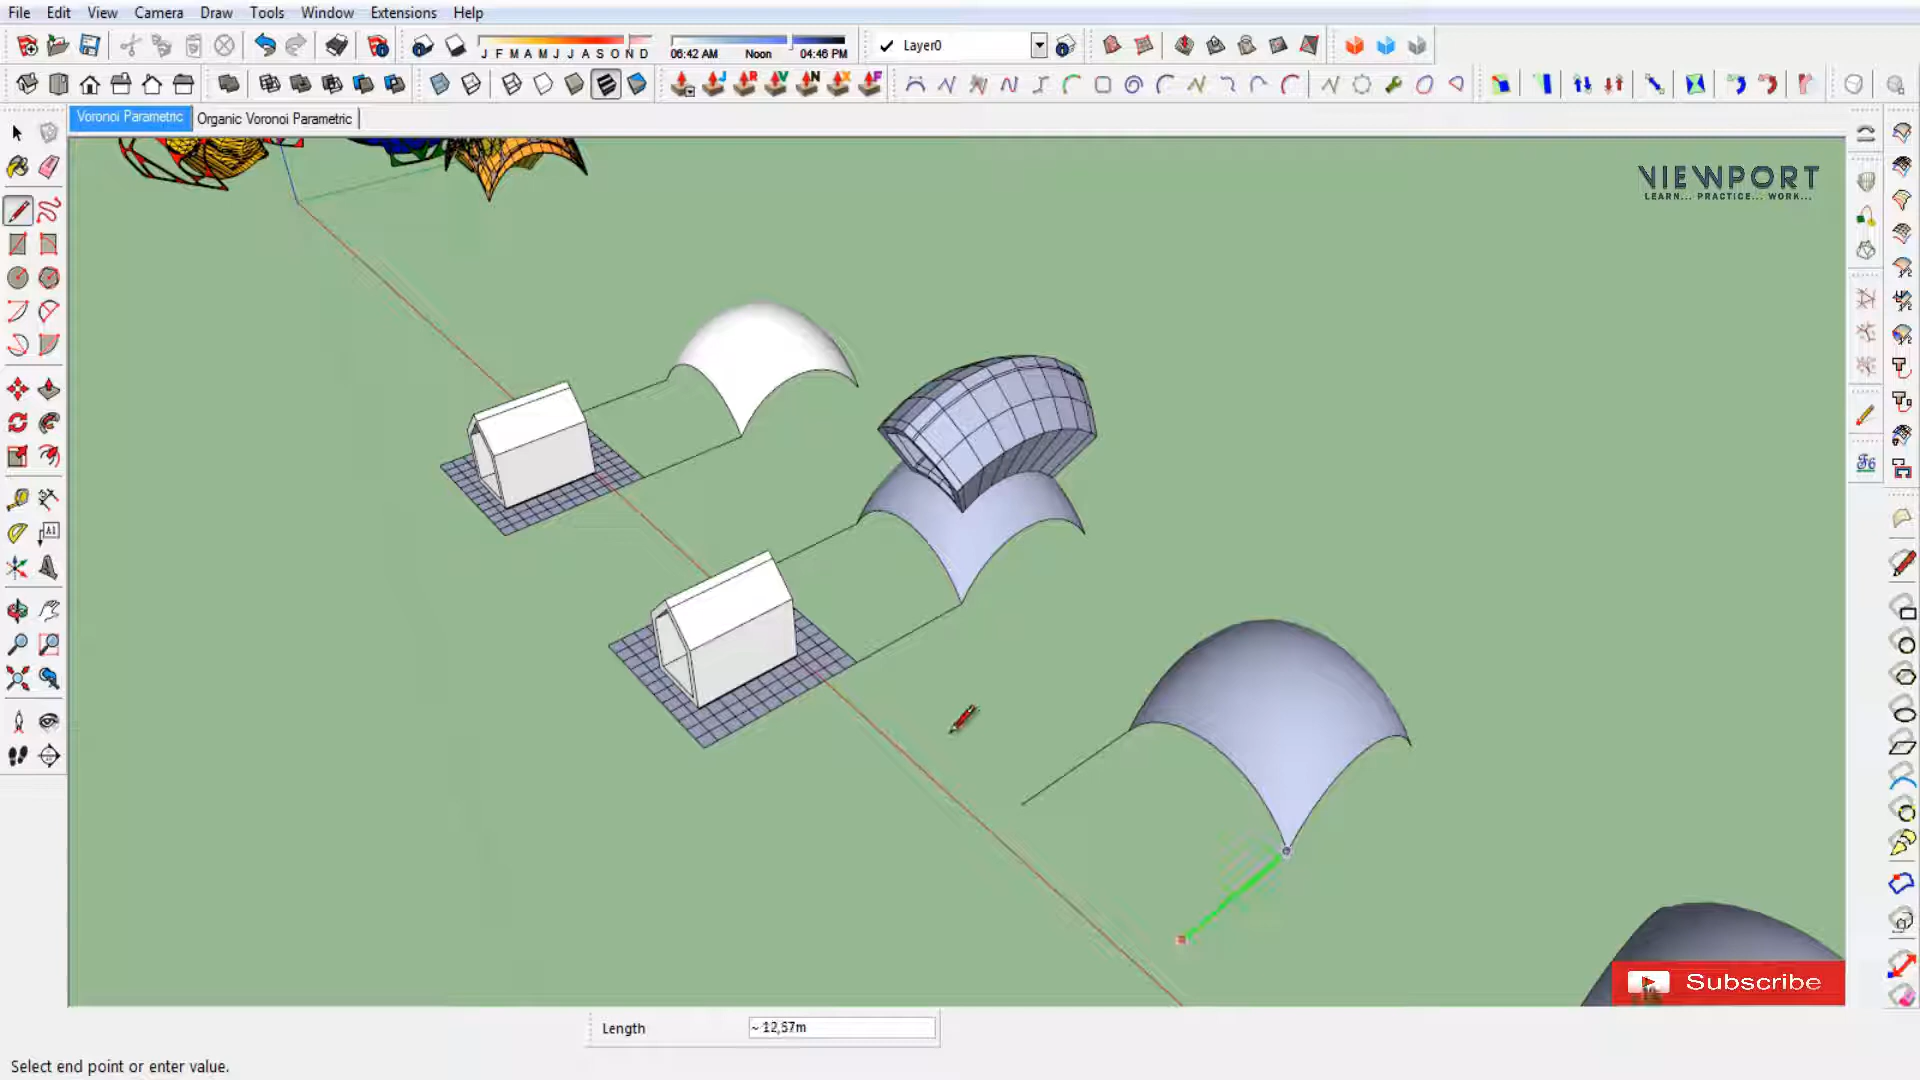 File Edit View Camera Draw Tools Window Extensions Help
J F M A M J J A S O N D
06:42 AM Noon 04:46 PM
Layer0
J R V N X F
Voronoi Parametric
Organic Voronoi Parametric
VIEWPORT
LEARN... PRACTICE... WORK...
A1
Subscribe
Length
~ 12,57m
Select end point or enter value.